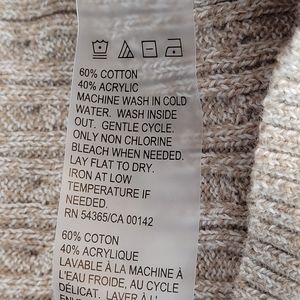 60% COTTON
40% ACRYLIC
MACHINE WASH IN COLD
WATER. WASH INSIDE
OUT. GENTLE CYCLE.
ONLY NON CHLORINE
BLEACH WHEN NEEDED.
LAY FLAT TO DRY.
IRON AT LOW
TEMPERATURE IF
NEEDED.
RN 54365/CA 00142
60% COTON
40% ACRYLIQUE
LAVABLE À LA MACHINE À
L'EAU FROIDE, AU CYCLE
DÉLICAT. LAVER À L'